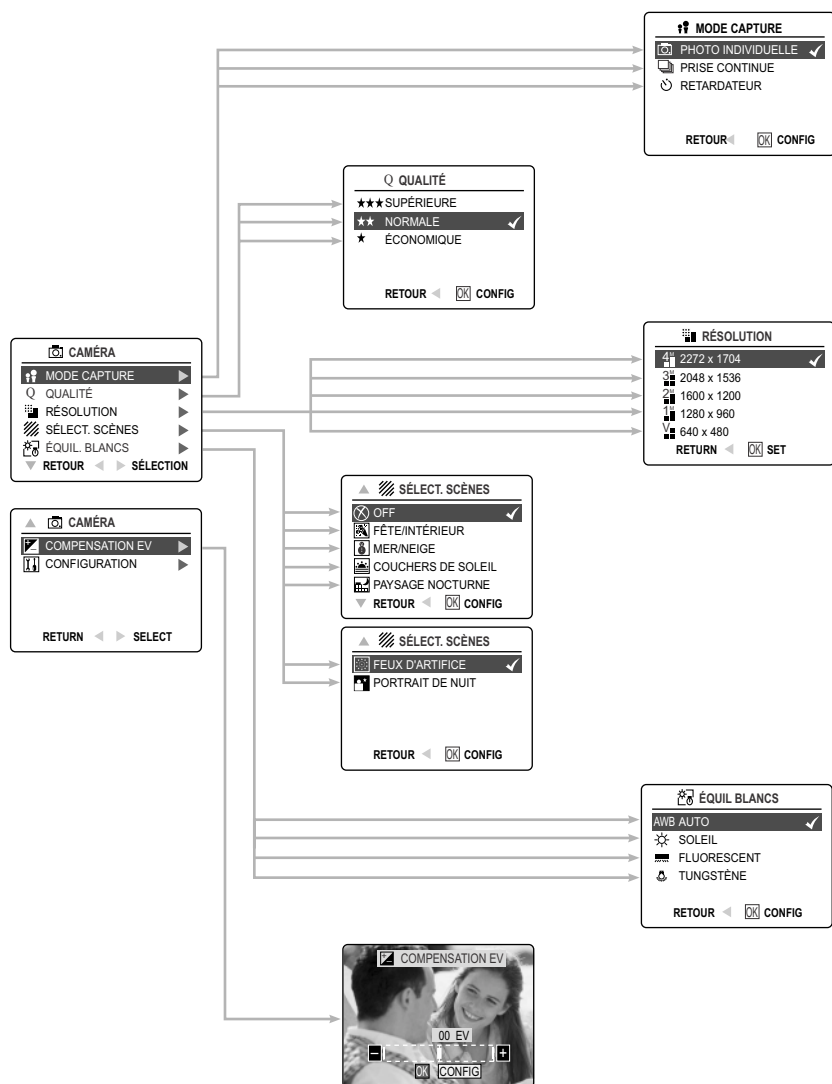 MODE CAPTURE
PHOTO INDIVIDUELLE
PRISE CONTINUE
RETARDATEUR
RETOUR OK CONFIG
Q QUALITÉ
SUPÉRIEURE
NORMALE
ÉCONOMIQUE
RETOUR OK CONFIG
CAMÉRA
MODE CAPTURE
Q QUALITÉ
RÉSOLUTION
SÉLECT. SCÈNES
ÉQUIL. BLANCS
RETOUR SÉLECTION
RÉSOLUTION
4M 2272 x 1704
3M 2048 x 1536
2M 1600 x 1200
1M 1280 x 960
V 640 x 480
RETURN OK SET
CAMÉRA
COMPENSATION EV
CONFIGURATION
RETURN SELECT
SÉLECT. SCÈNES
OFF
FÊTE/INTÉRIEUR
MER/NEIGE
COUCHERS DE SOLEIL
PAYSAGE NOCTURNE
RETOUR OK CONFIG
SÉLECT. SCÈNES
FEUX D'ARTIFICE
PORTRAIT DE NUIT
RETOUR OK CONFIG
ÉQUIL BLANCS
AWB AUTO
SOLEIL
FLUORESCENT
TUNGSTÈNE
RETOUR OK CONFIG
COMPENSATION EV
00 EV
OK CONFIG